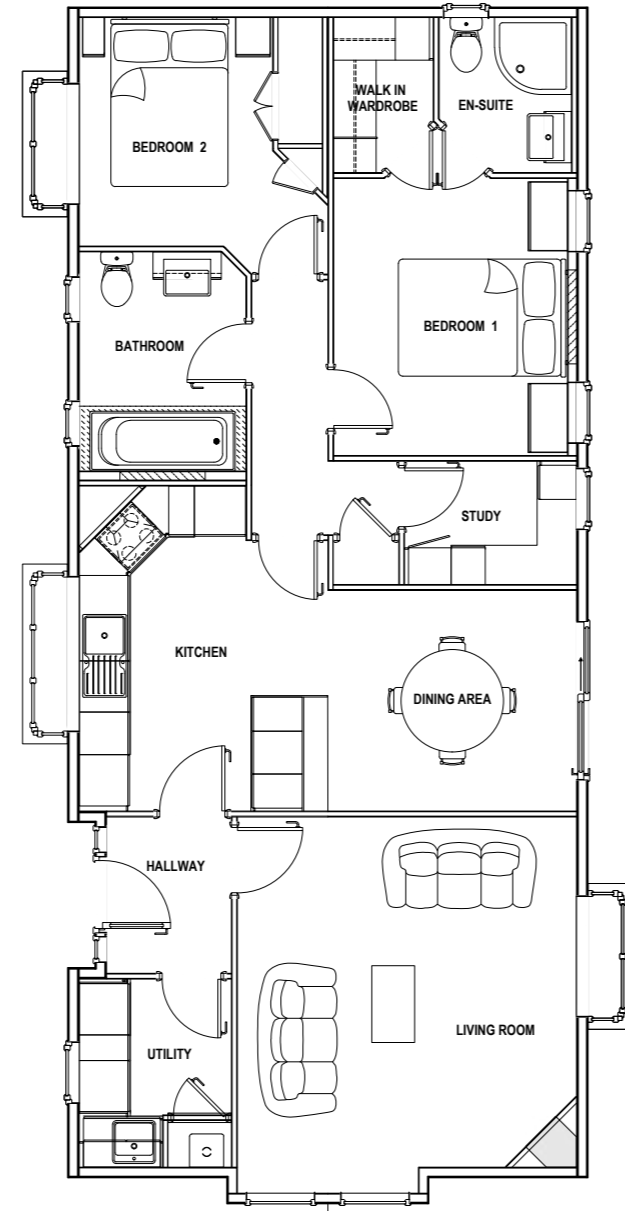 WALK IN
WARDROBE
EN-SUITE
BEDROOM 2
BEDROOM 1
BATHROOM
STUDY
KITCHEN
DINING AREA
HALLWAY
LIVING ROOM
UTILITY